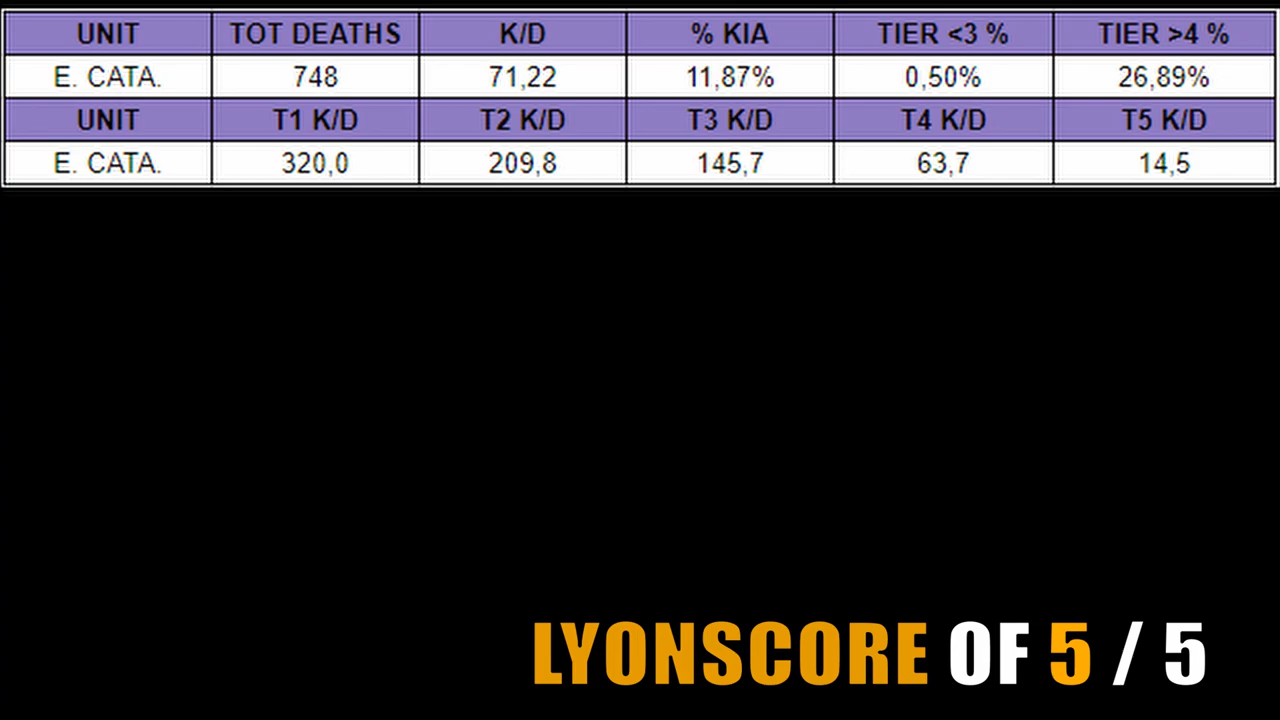 UNIT TOT DEATHS K/D % KIA TIER <3 % TIER >4 %
E. CATA. 748 71,22 11,87% 0,50% 26,89%
UNIT T1 K/D T2 K/D T3 K/D T4 K/D T5 K/D
E. CATA. 320,0 209,8 145,7 63,7 14,5
LYONSCORE OF 5 / 5